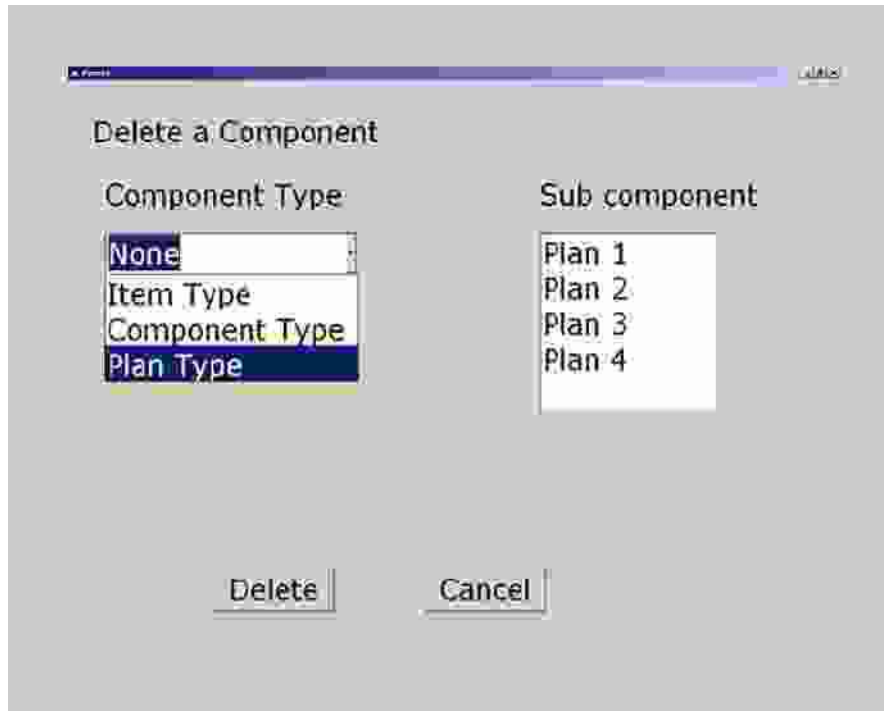 Delete a Component
Component Type
Sub component
None
Item Type
Component Type
Plan Type
Plan 1
Plan 2
Plan 3
Plan 4
Delete
Cancel